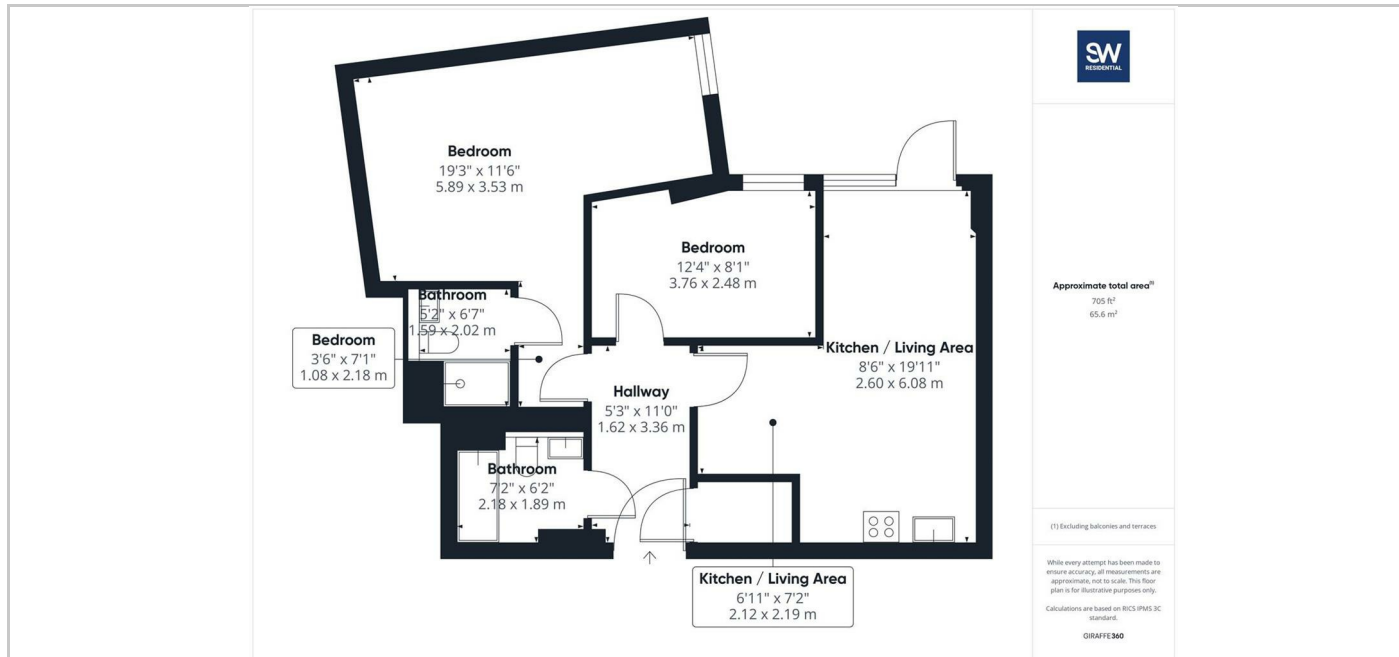 SW
RESIDENTIAL
Bedroom
19'3" x 11'6"
5.89 x 3.53 m
Bedroom
12'4" x 8'1"
3.76 x 2.48 m
Bathroom
5'2" x 6'7"
1.59 x 2.02 m
Bedroom
3'6" x 7'1"
1.08 x 2.18 m
Kitchen / Living Area
8'6" x 19'11"
2.60 x 6.08 m
Hallway
5'3" x 11'0"
1.62 x 3.36 m
Bathroom
7'2" x 6'2"
2.18 x 1.89 m
Kitchen / Living Area
6'11" x 7'2"
2.12 x 2.19 m
Approximate total area(1)
705 ft²
65.6 m²
(1) Excluding balconies and terraces
While every attempt has been made to
ensure accuracy, all measurements are
approximate, not to scale. This floor
plan is for illustrative purposes only.
Calculations are based on RICS IPMS 3C
standard.
GIRAFFE360